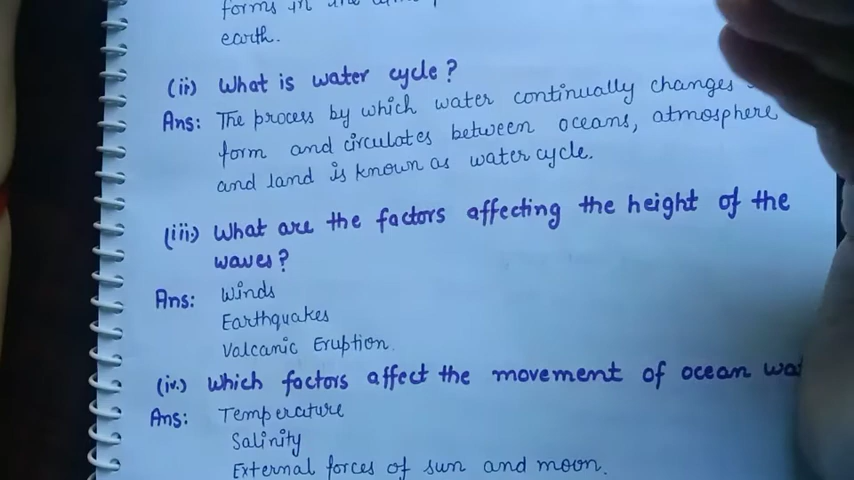 forms in the
earth.
(ii) What is water cycle?
Ans: The process by which water continually changes
form and circulates between oceans, atmosphere
and land is known as water cycle.
(iii) What are the factors affecting the height of the
waves?
Ans: Winds
Earthquakes
Volcanic Eruption.
(iv.) Which factors affect the movement of ocean
Ans: Temperature
Salinity
External forces of sun and moon.